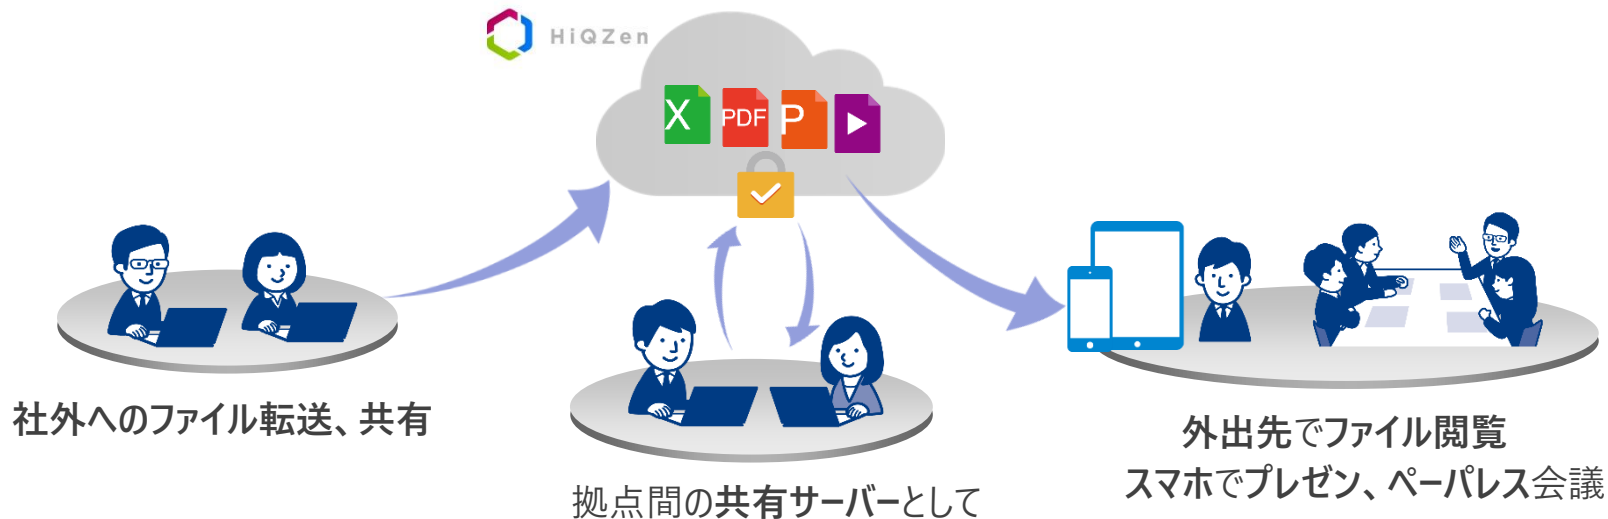 HiQZen
X PDF P
社外へのファイル転送、共有
拠点間の共有サーバーとして
外出先でファイル閲覧
スマホでプレゼン、ペーパレス会議